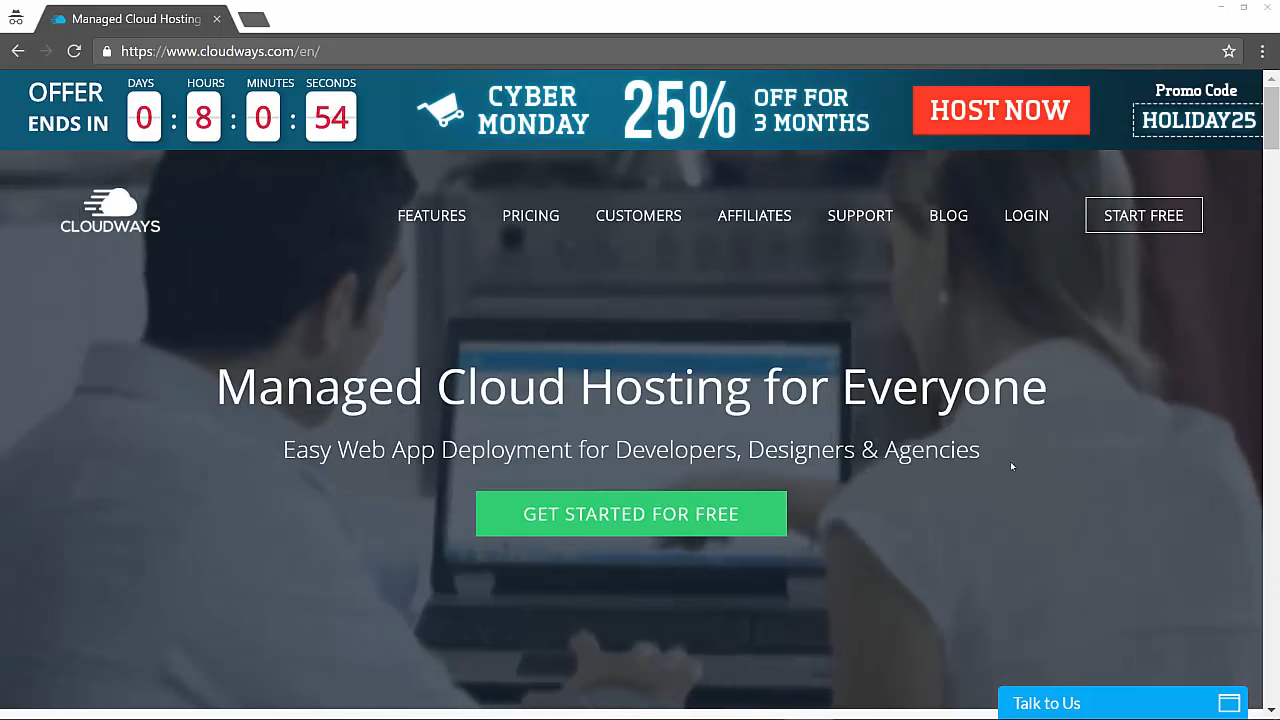 Managed Cloud Hosting
https://www.cloudways.com/en/
OFFER
ENDS IN
DAYS HOURS MINUTES SECONDS
0 : 8 : 0 : 54
CYBER
MONDAY
25%
OFF FOR
3 MONTHS
HOST NOW
Promo Code
HOLIDAY25
CLOUDWAYS
FEATURES PRICING CUSTOMERS AFFILIATES SUPPORT BLOG LOGIN START FREE
Managed Cloud Hosting for Everyone
Easy Web App Deployment for Developers, Designers & Agencies
GET STARTED FOR FREE
Talk to Us